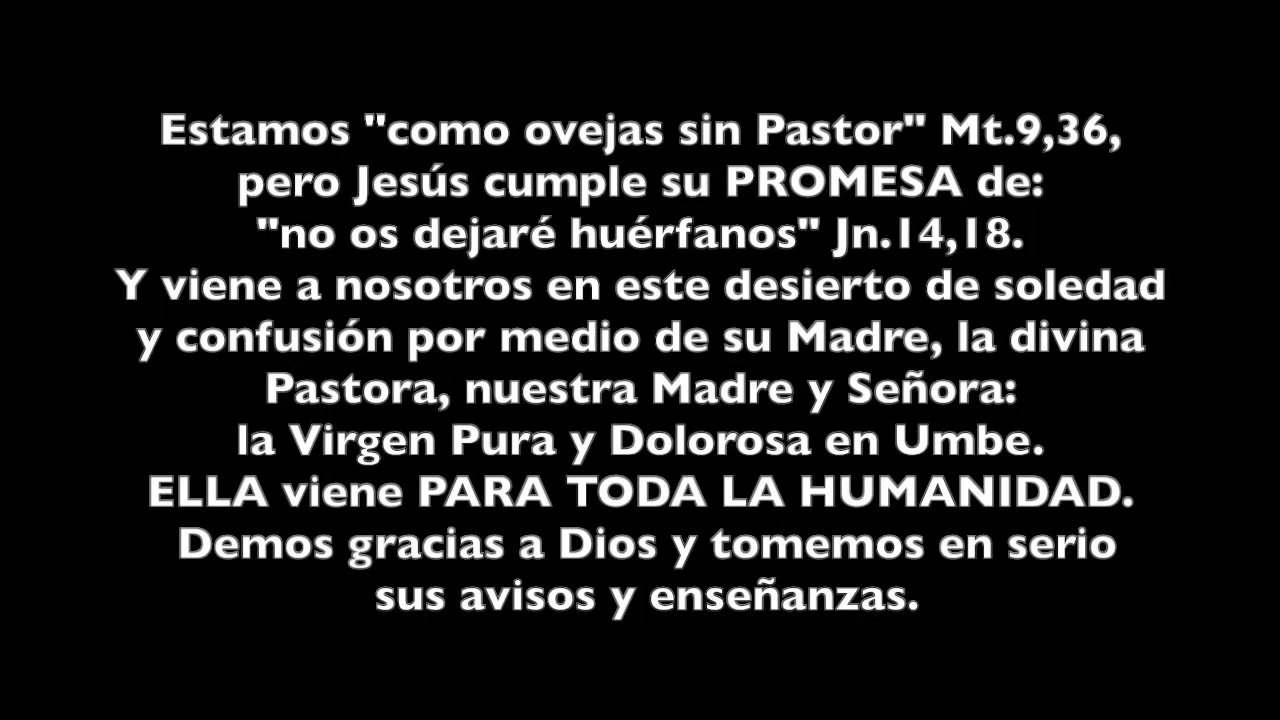 Estamos "como ovejas sin Pastor" Mt.9,36,
pero Jesús cumple su PROMESA de:
"no os dejaré huérfanos" Jn.14,18.
Y viene a nosotros en este desierto de soledad
y confusión por medio de su Madre, la divina
Pastora, nuestra Madre y Señora:
la Virgen Pura y Dolorosa en Umbe.
ELLA viene PARA TODA LA HUMANIDAD.
Demos gracias a Dios y tomemos en serio
sus avisos y enseñanzas.